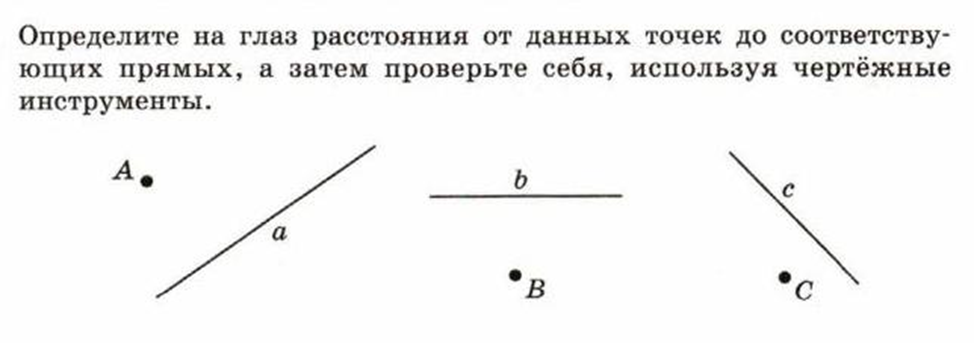 Определите на глаз расстояния от данных точек до соответству-
ющих прямых, а затем проверьте себя, используя чертёжные
инструменты.
A
a
b
B
c
C